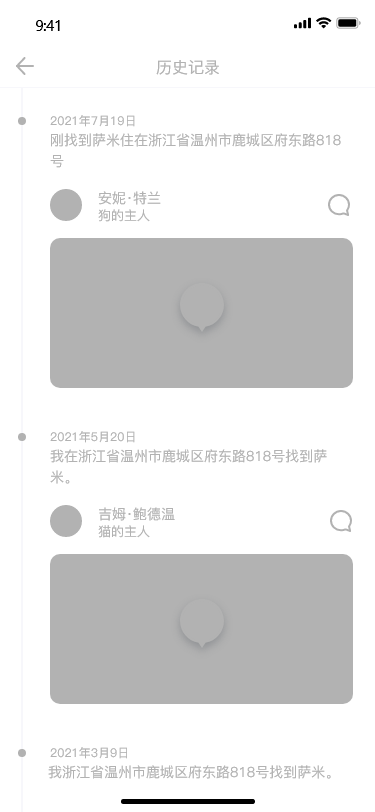 9:41
历史记录
2021年7月19日
刚找到萨米住在浙江省温州市鹿城区府东路818
号
安妮·特兰
狗的主人
2021年5月20日
我在浙江省温州市鹿城区府东路818号找到萨
米。
吉姆·鲍德温
猫的主人
2021年3月9日
我浙江省温州市鹿城区府东路818号找到萨米。